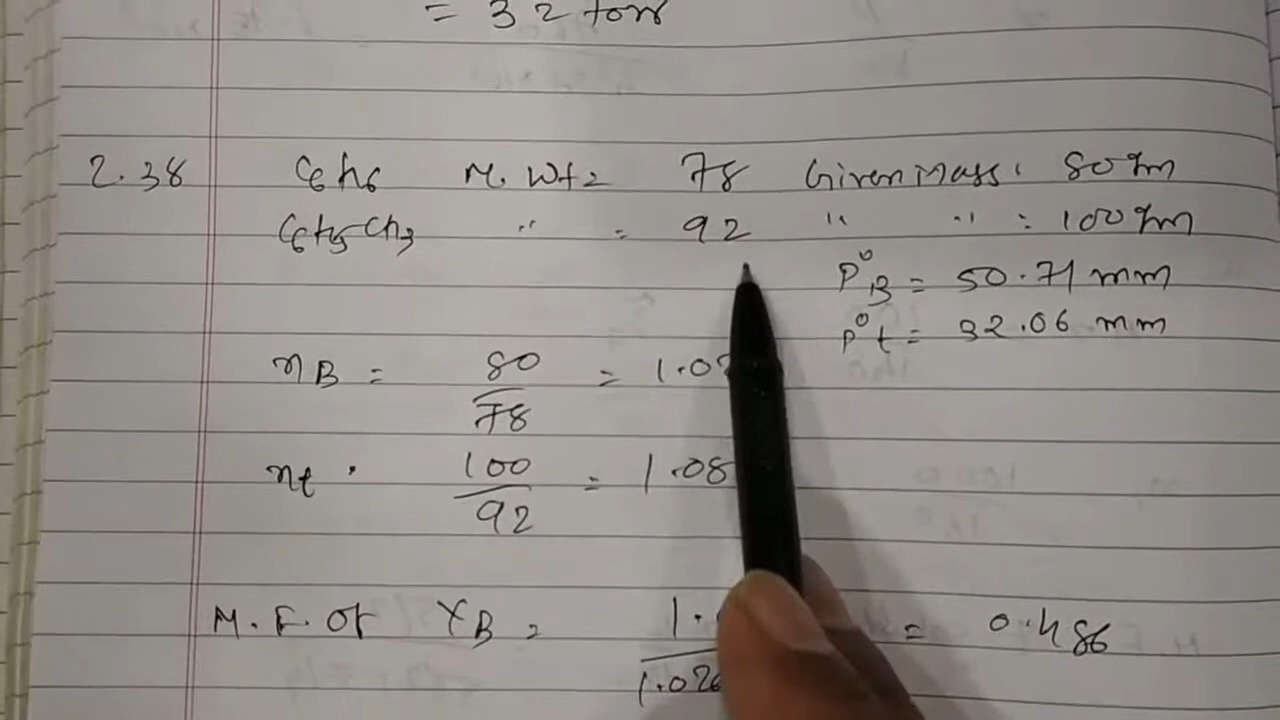 = 32 torr
2.38 C6H6 M. Wt = 78 Given Mass: 80 gm
C6H5CH3 " = 92 " " : 100 gm
P°B = 50.71 mm
P°t = 32.06 mm
nB = 80/78 = 1.02
nt = 100/92 = 1.08
M.F. of XB = 1. / 1.026 = 0.486